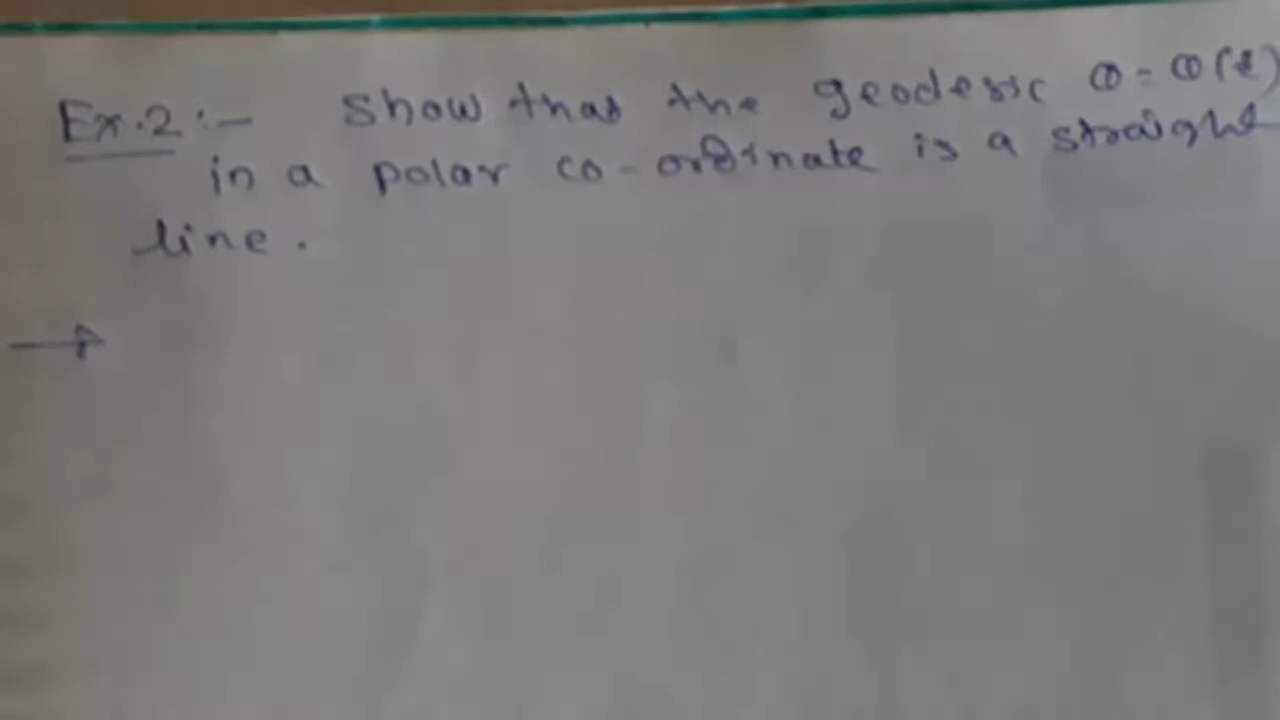 Ex.2:- Show that the geodesic θ = θ(r)
in a polar co-ordinate is a straight
line.
→